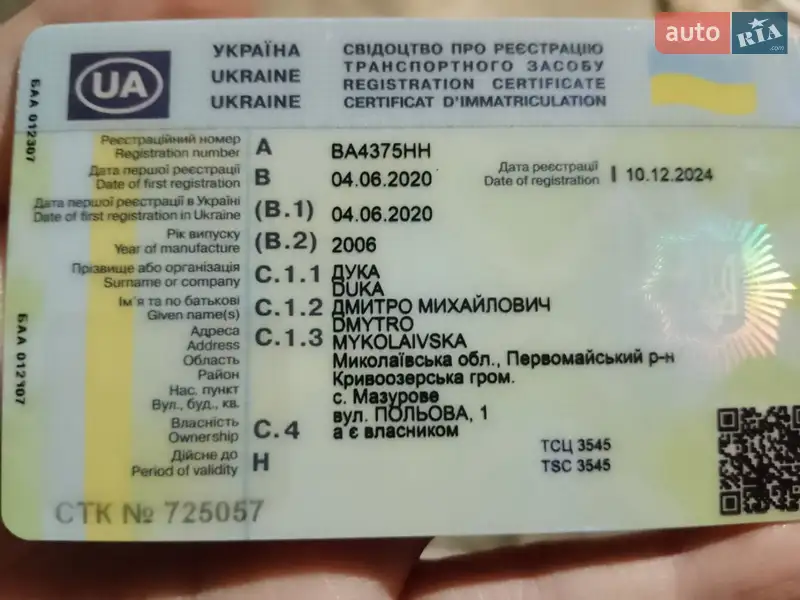 auto RIA .com
UA
УКРАЇНА
UKRAINE
UKRAINE
СВІДОЦТВО ПРО РЕЄСТРАЦІЮ
ТРАНСПОРТНОГО ЗАСОБУ
REGISTRATION CERTIFICATE
CERTIFICAT D'IMMATRICULATION
БАА 012307
Реєстраційний номер
Registration number A BA4375HH
Дата першої реєстрації
Date of first registration B 04.06.2020
Дата реєстрації
Date of registration I 10.12.2024
Дата першої реєстрації в Україні
Date of first registration in Ukraine (B.1) 04.06.2020
Рік випуску
Year of manufacture (B.2) 2006
Прізвище або організація
Surname or company C.1.1 ДУКА
DUKA
Ім'я та по батькові
Given name(s) C.1.2 ДМИТРО МИХАЙЛОВИЧ
DMYTRO
Адреса
Address C.1.3 MYKOLAIVSKA
Область
Район
Нас. пункт
Вул., буд., кв.
Миколаївська обл., Первомайський р-н
Кривоозерська гром.
с. Мазурове
вул. ПОЛЬОВА, 1
Власність
Ownership C.4 а є власником
Дійсне до
Period of validity H
ТСЦ 3545
TSC 3545
БАА 012307
СТК № 725057